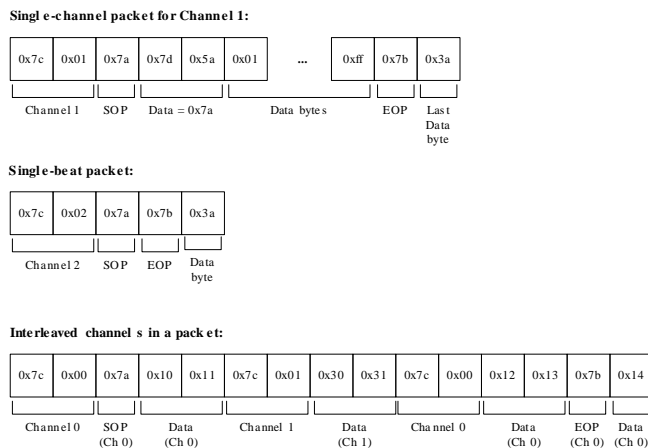 Single-channel packet for Channel 1:
0x7c 0x01 0x7a 0x7d 0x5a 0x01 ... 0xff 0x7b 0x3a
Channel 1 SOP Data = 0x7a Data bytes EOP Last
Data
byte
Single-beat packet:
0x7c 0x02 0x7a 0x7b 0x3a
Channel 2 SOP EOP Data
byte
Interleaved channels in a packet:
0x7c 0x00 0x7a 0x10 0x11 0x7c 0x01 0x30 0x31 0x7c 0x00 0x12 0x13 0x7b 0x14
Channel 0 SOP Data Channel 1 Data Channel 0 Data EOP Data
(Ch 0) (Ch 0) (Ch 1) (Ch 0) (Ch 0) (Ch 0)